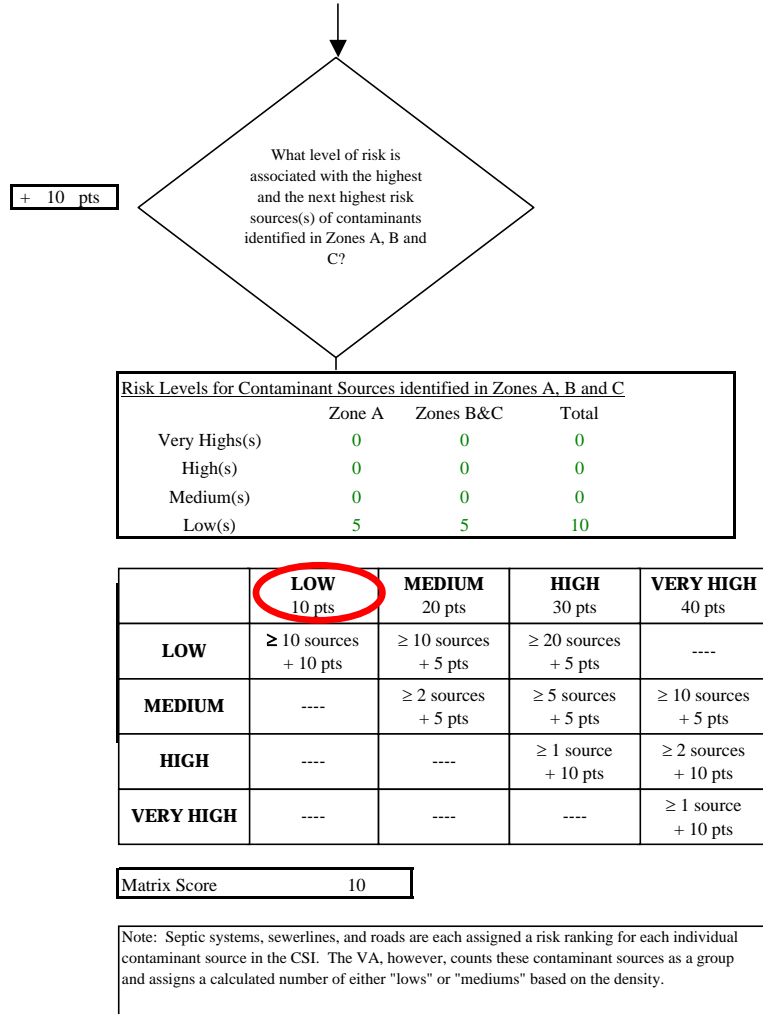 What level of risk is
associated with the highest
and the next highest risk
sources(s) of contaminants
identified in Zones A, B and
C?
+ 10 pts
Risk Levels for Contaminant Sources identified in Zones A, B and C
Zone A Zones B&C Total
Very Highs(s) 0 0 0
High(s) 0 0 0
Medium(s) 0 0 0
Low(s) 5 5 10
LOW MEDIUM HIGH VERY HIGH
10 pts 20 pts 30 pts 40 pts
LOW ≥ 10 sources ≥ 10 sources ≥ 20 sources ----
+ 10 pts + 5 pts + 5 pts
MEDIUM ---- ≥ 2 sources ≥ 5 sources ≥ 10 sources
+ 5 pts + 5 pts + 5 pts
HIGH ---- ---- ≥ 1 source ≥ 2 sources
+ 10 pts + 10 pts
VERY HIGH ---- ---- ---- ≥ 1 source
+ 10 pts
Matrix Score 10
Note: Septic systems, sewerlines, and roads are each assigned a risk ranking for each individual
contaminant source in the CSI. The VA, however, counts these contaminant sources as a group
and assigns a calculated number of either "lows" or "mediums" based on the density.